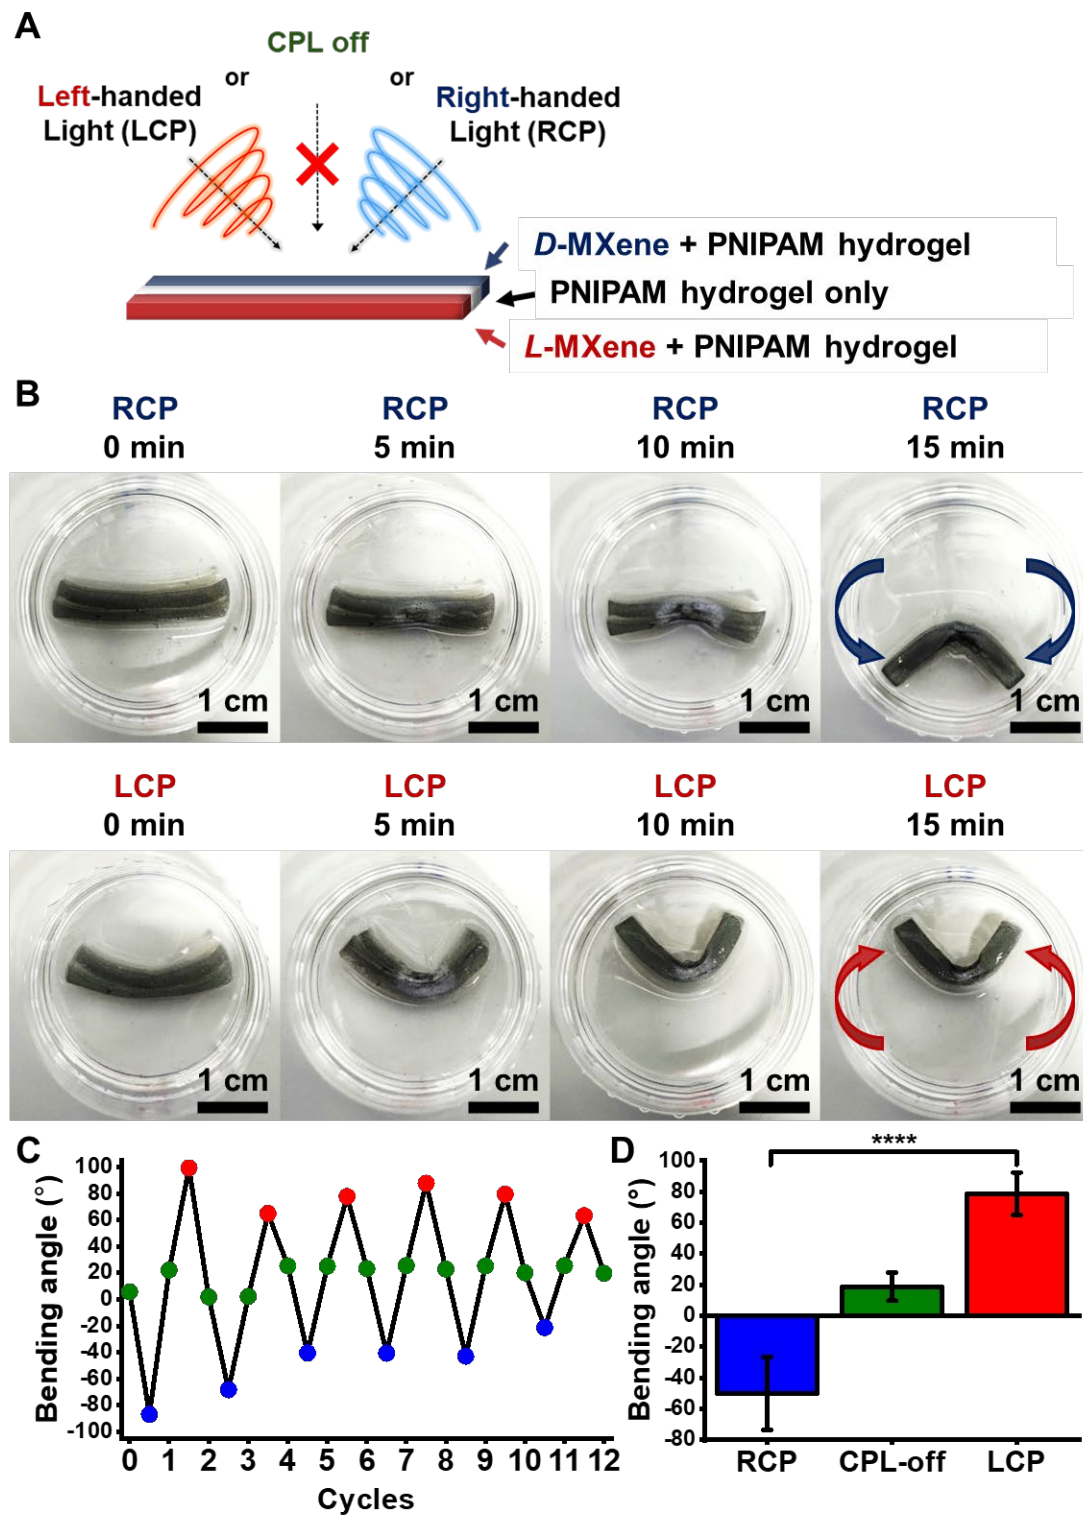 A
CPL off
or
or
Left-handed
Light (LCP)
Right-handed
Light (RCP)
D-MXene + PNIPAM hydrogel
PNIPAM hydrogel only
L-MXene + PNIPAM hydrogel
B
RCP
0 min
RCP
5 min
RCP
10 min
RCP
15 min
1 cm
1 cm
1 cm
1 cm
LCP
0 min
LCP
5 min
LCP
10 min
LCP
15 min
1 cm
1 cm
1 cm
1 cm
C
Bending angle (°)
100
80
60
40
20
0
-20
-40
-60
-80
-100
0 1 2 3 4 5 6 7 8 9 10 11 12
Cycles
D
****
Bending angle (°)
100
80
60
40
20
0
-20
-40
-60
-80
RCP CPL-off LCP